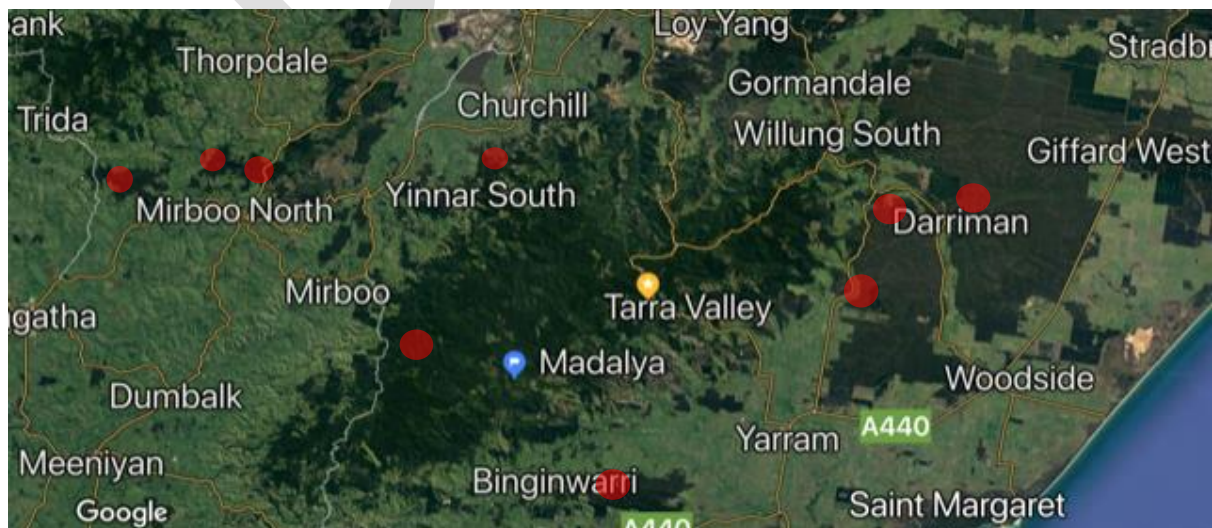 ank
Loy Yang
Stradbr
Thorpdale
Gormandale
Churchill
Trida
Willung South
Giffard West
Yinnar South
Mirboo North
Darriman
Mirboo
Tarra Valley
gatha
Madalya
Woodside
Dumbalk
A440
Yarram
Meeniyan
Binginwarri
Saint Margaret
Google
A440